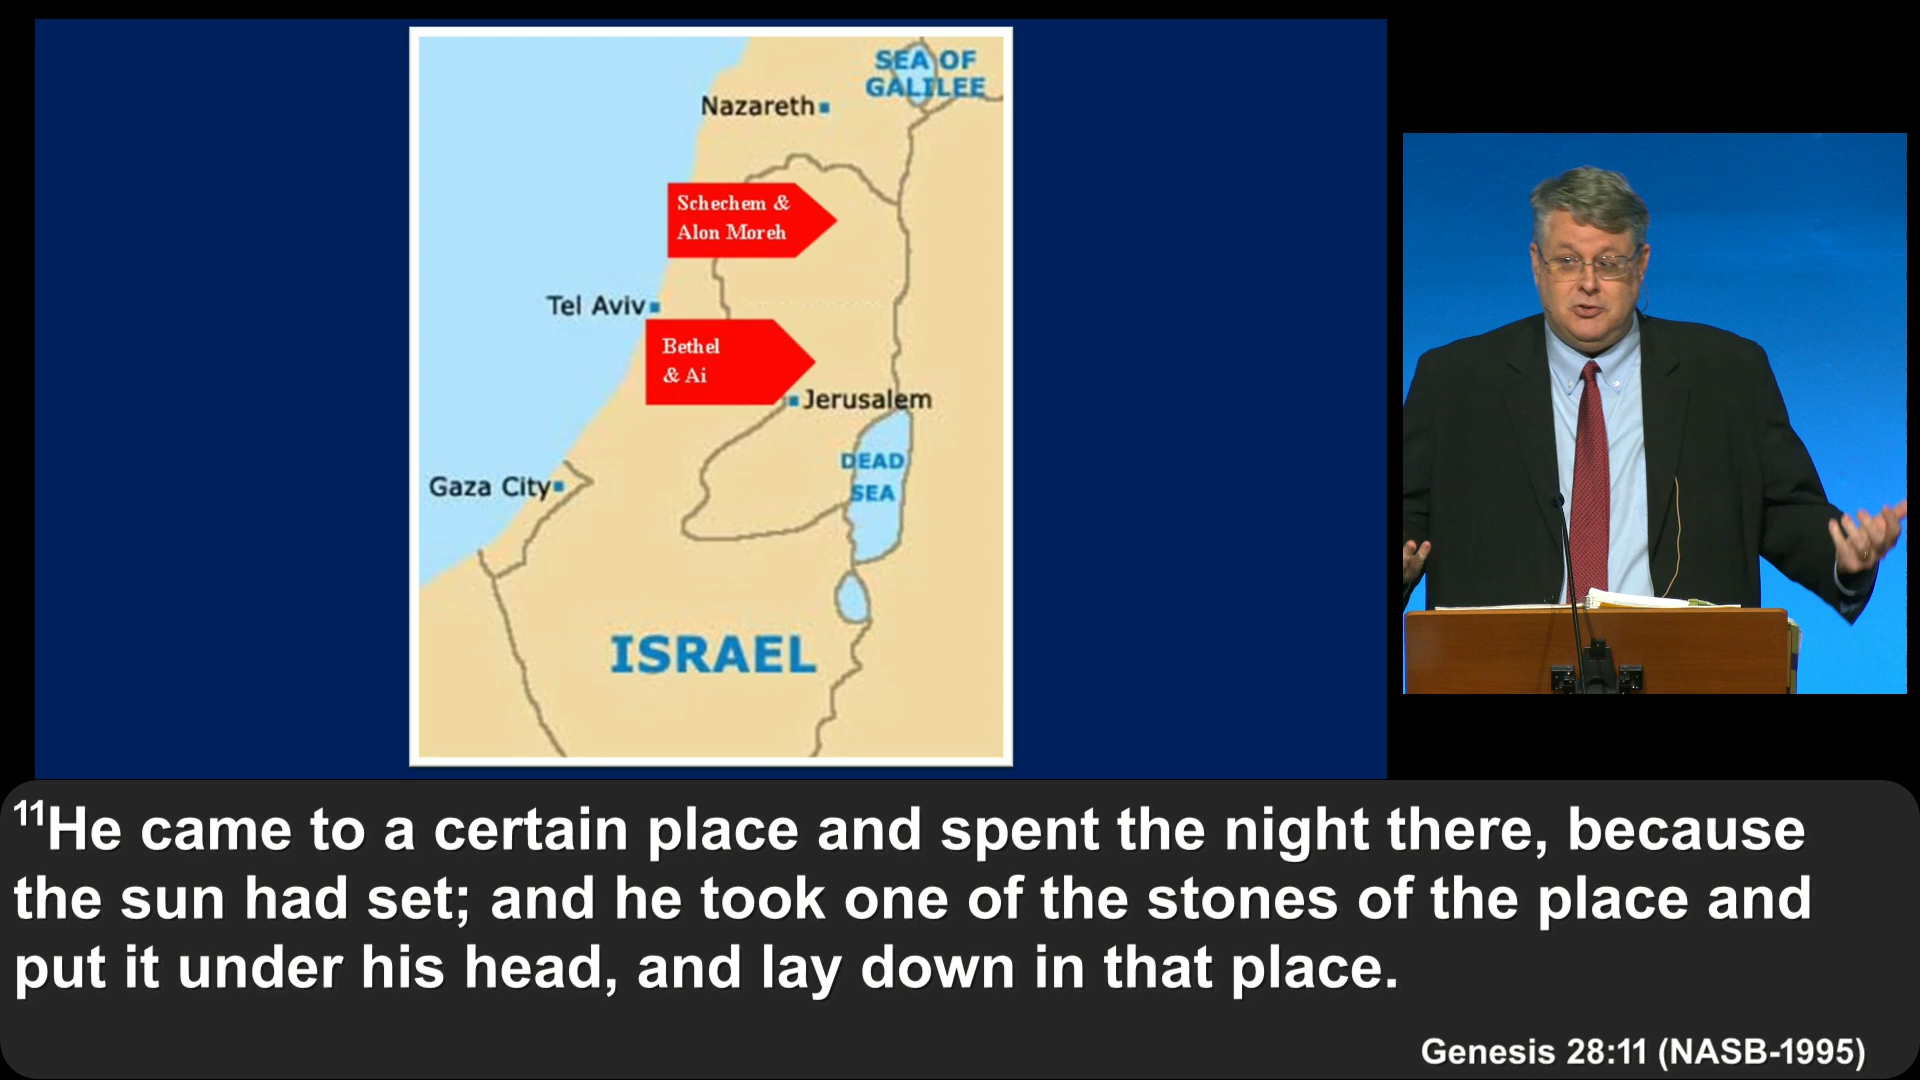 SEA OF
GALILEE
Nazareth
Schechem &
Alon Moreh
Tel Aviv
Bethel
& Ai
Jerusalem
DEAD
SEA
Gaza City
ISRAEL
¹¹He came to a certain place and spent the night there, because
the sun had set; and he took one of the stones of the place and
put it under his head, and lay down in that place.
Genesis 28:11 (NASB-1995)